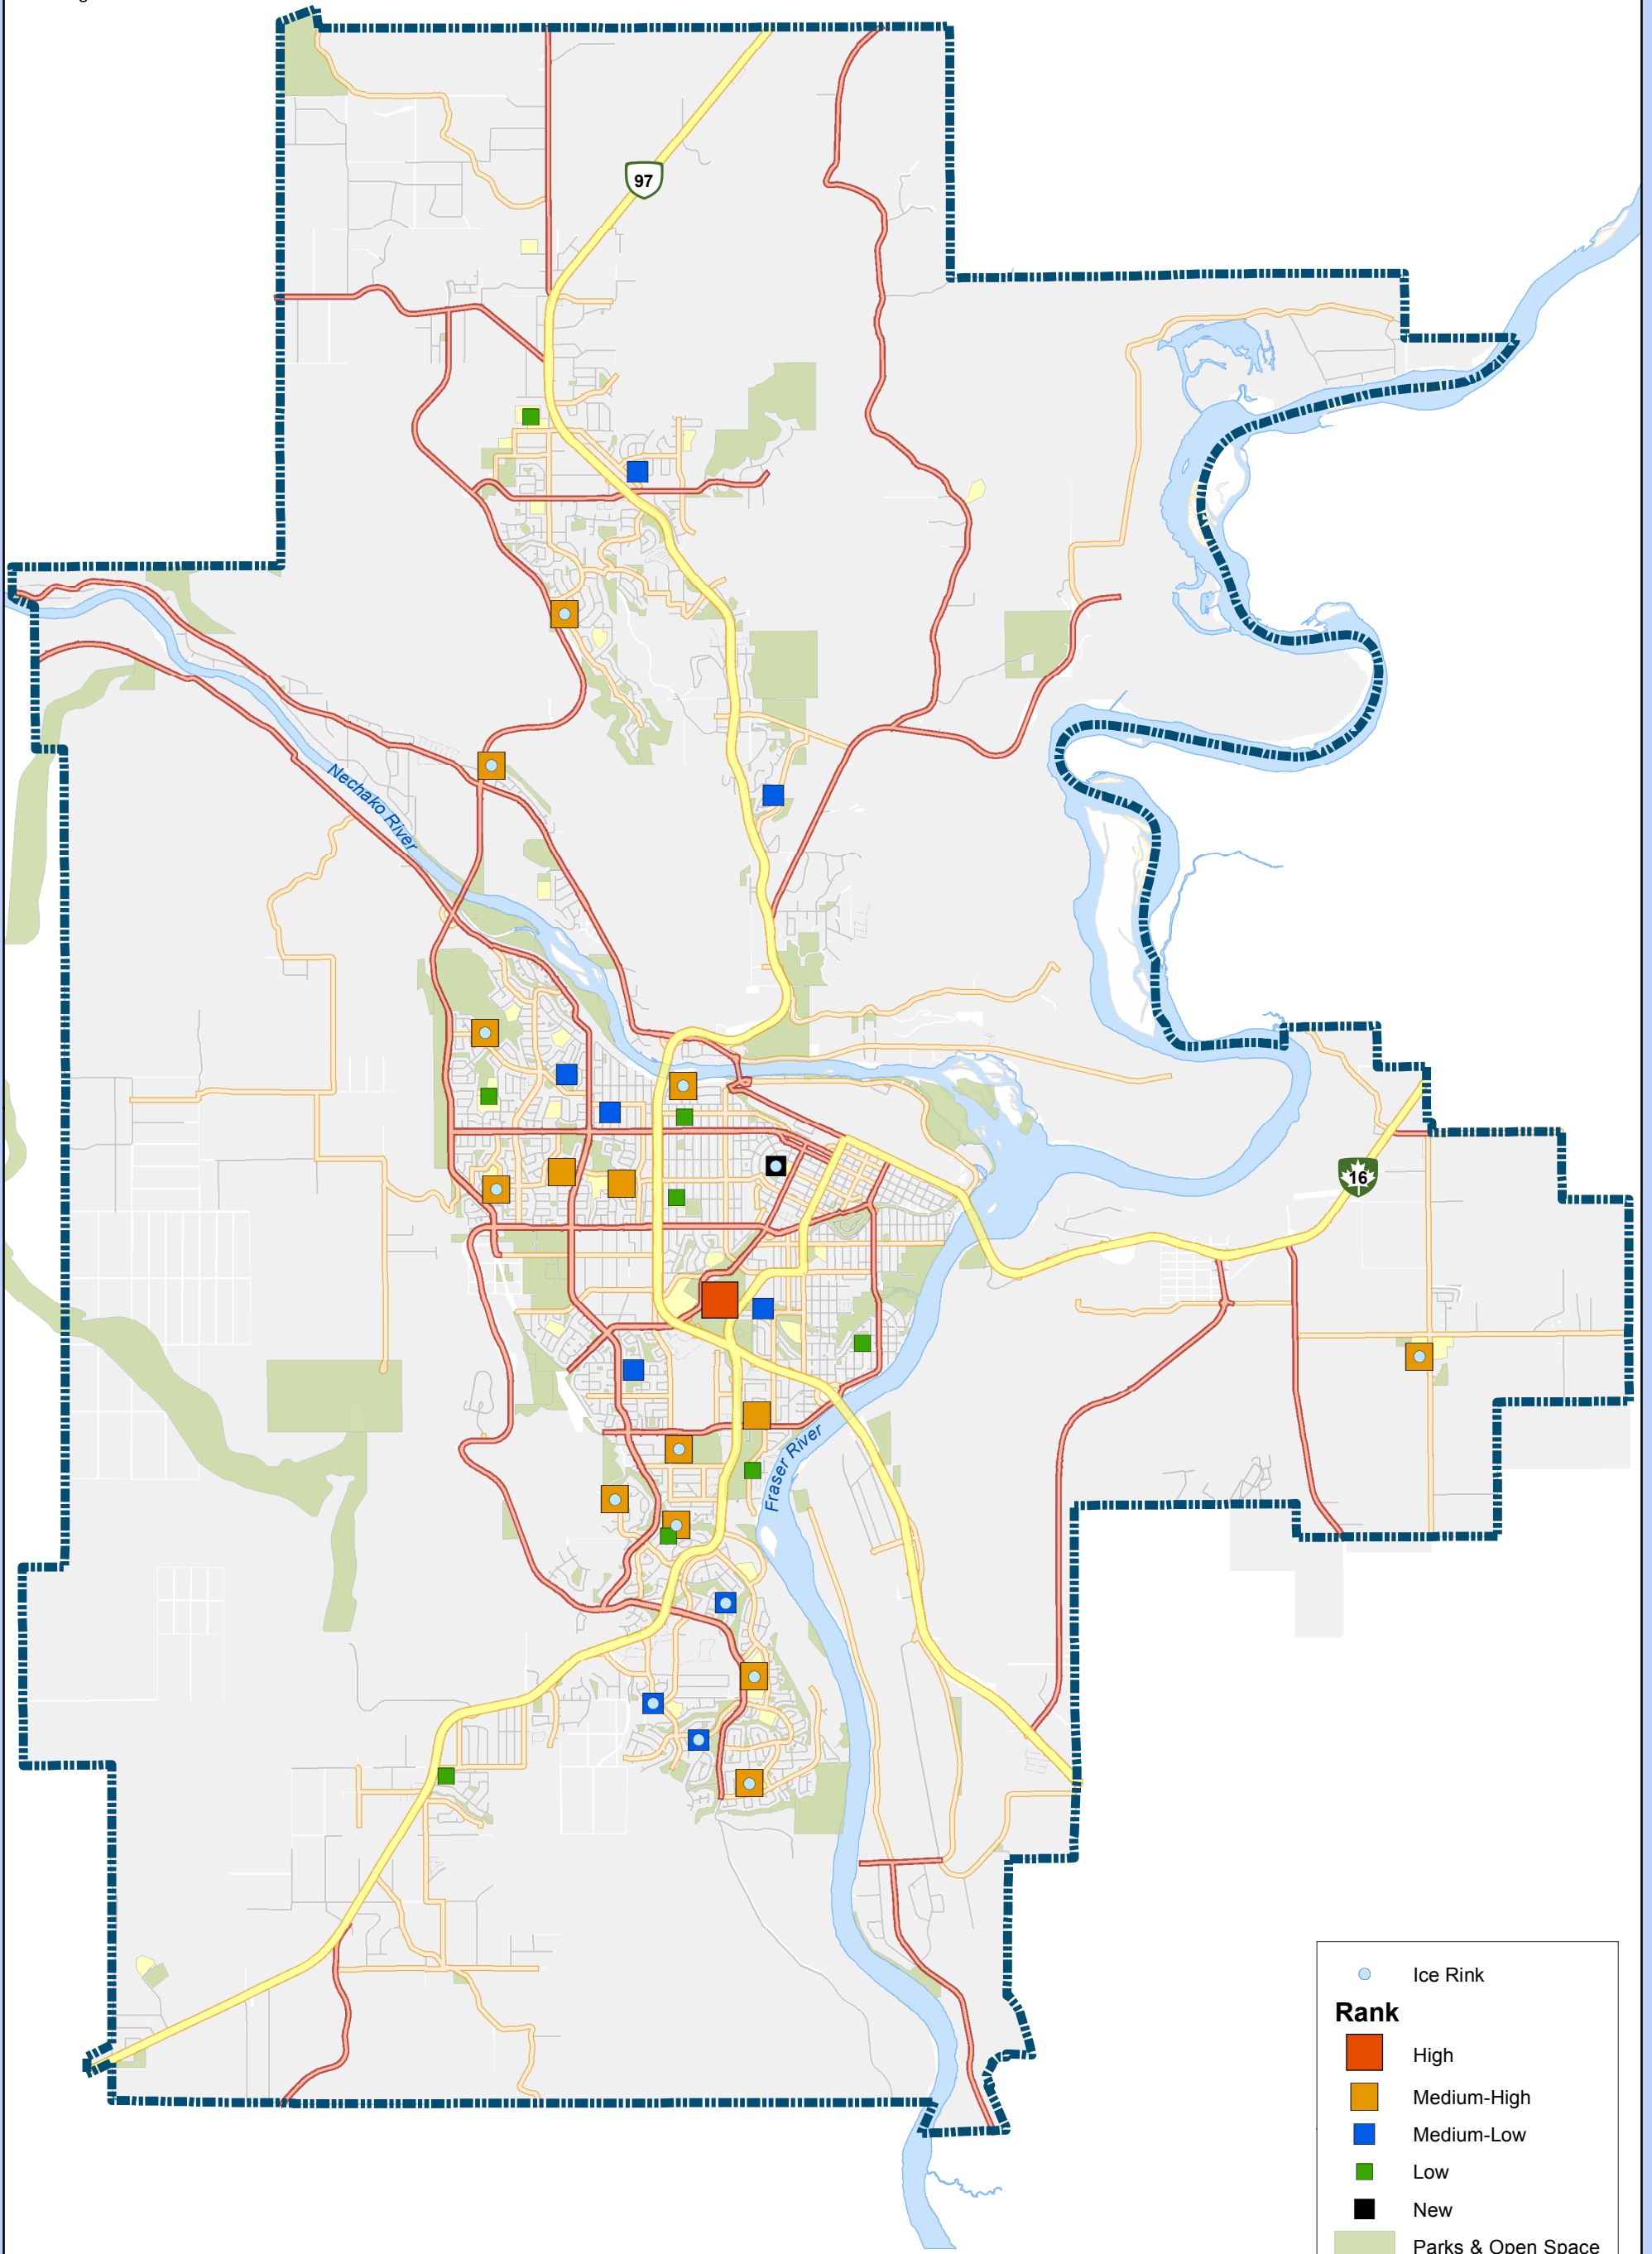 97
Nechako River
16
Fraser River
Ice Rink
Rank
High
Medium-High
Medium-Low
Low
New
Parks & Open Space